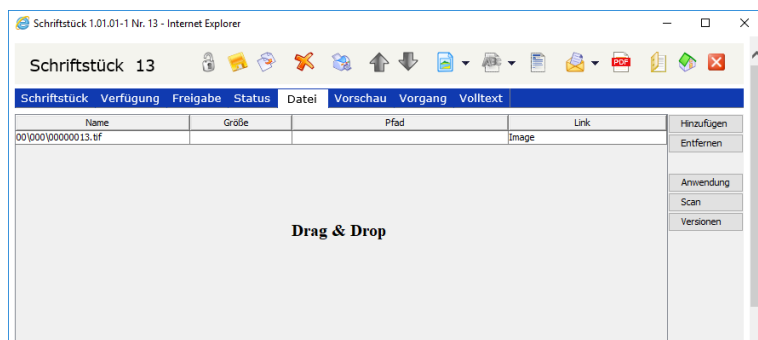 Schriftstück 1.01.01-1 Nr. 13 - Internet Explorer
Schriftstück 13
PDF
Schriftstück Verfügung Freigabe Status Datei Vorschau Vorgang Volltext
Name Größe Pfad Link
00\000\00000013.tif Image
Hinzufügen
Entfernen
Anwendung
Scan
Versionen
Drag & Drop